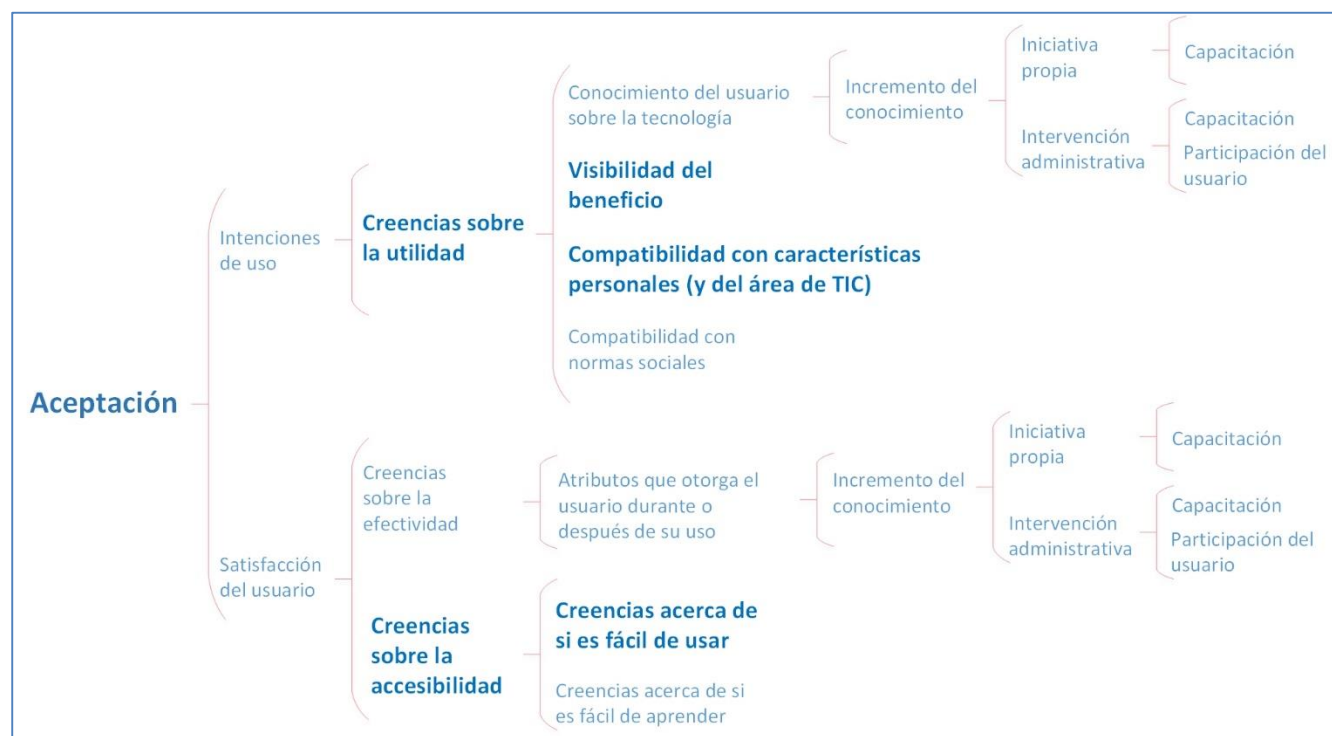 Aceptación
Intenciones
de uso
Creencias sobre
la utilidad
Conocimiento del usuario
sobre la tecnología
Incremento del
conocimiento
Iniciativa
propia
Capacitación
Intervención
administrativa
Capacitación
Participación del
usuario
Visibilidad del
beneficio
Compatibilidad con características
personales (y del área de TIC)
Compatibilidad con
normas sociales
Satisfacción
del usuario
Creencias
sobre la
efectividad
Atributos que otorga el
usuario durante o
después de su uso
Incremento del
conocimiento
Iniciativa
propia
Capacitación
Intervención
administrativa
Capacitación
Participación del
usuario
Creencias
sobre la
accesibilidad
Creencias acerca de
si es fácil de usar
Creencias acerca de si
es fácil de aprender